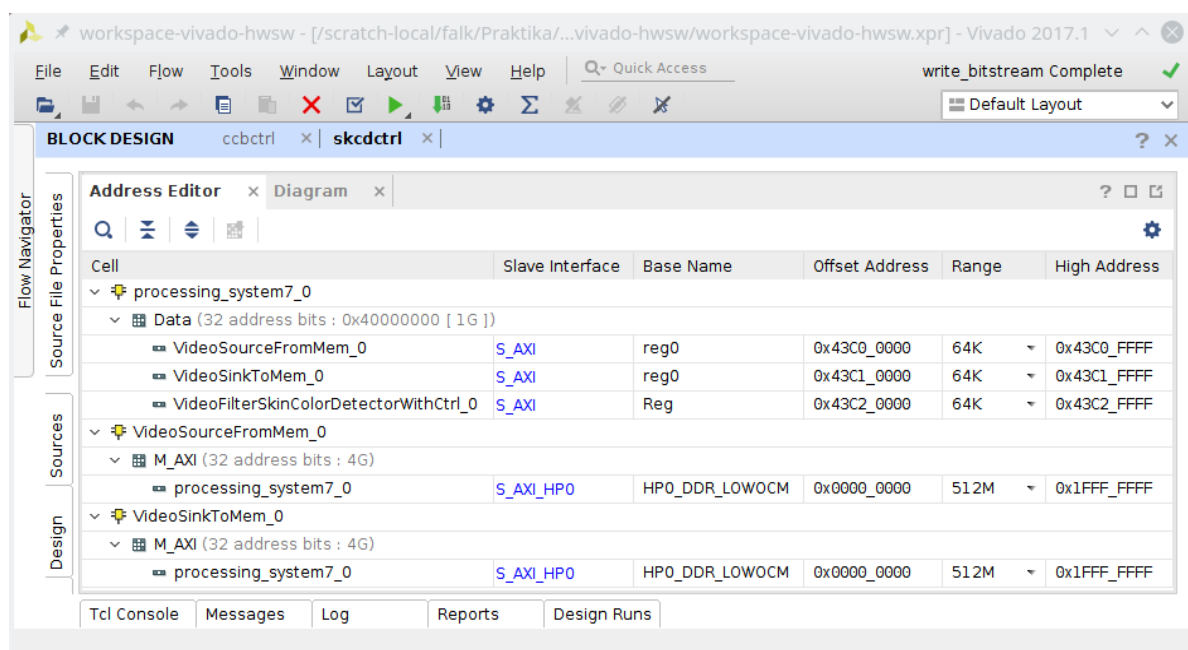 workspace-vivado-hwsw - [/scratch-local/falk/Praktika/...vivado-hwsw/workspace-vivado-hwsw.xpr] - Vivado 2017.1
File Edit Flow Tools Window Layout View Help Quick Access write_bitstream Complete
Default Layout
BLOCK DESIGN ccbctrl skcdctrl
Flow Navigator
Source File Properties
Sources
Design
Address Editor Diagram
Cell Slave Interface Base Name Offset Address Range High Address
processing_system7_0
Data (32 address bits : 0x40000000 [ 1G ])
VideoSourceFromMem_0 S_AXI reg0 0x43C0_0000 64K 0x43C0_FFFF
VideoSinkToMem_0 S_AXI reg0 0x43C1_0000 64K 0x43C1_FFFF
VideoFilterSkinColorDetectorWithCtrl_0 S_AXI Reg 0x43C2_0000 64K 0x43C2_FFFF
VideoSourceFromMem_0
M_AXI (32 address bits : 4G)
processing_system7_0 S_AXI_HP0 HP0_DDR_LOWOCM 0x0000_0000 512M 0x1FFF_FFFF
VideoSinkToMem_0
M_AXI (32 address bits : 4G)
processing_system7_0 S_AXI_HP0 HP0_DDR_LOWOCM 0x0000_0000 512M 0x1FFF_FFFF
Tcl Console Messages Log Reports Design Runs